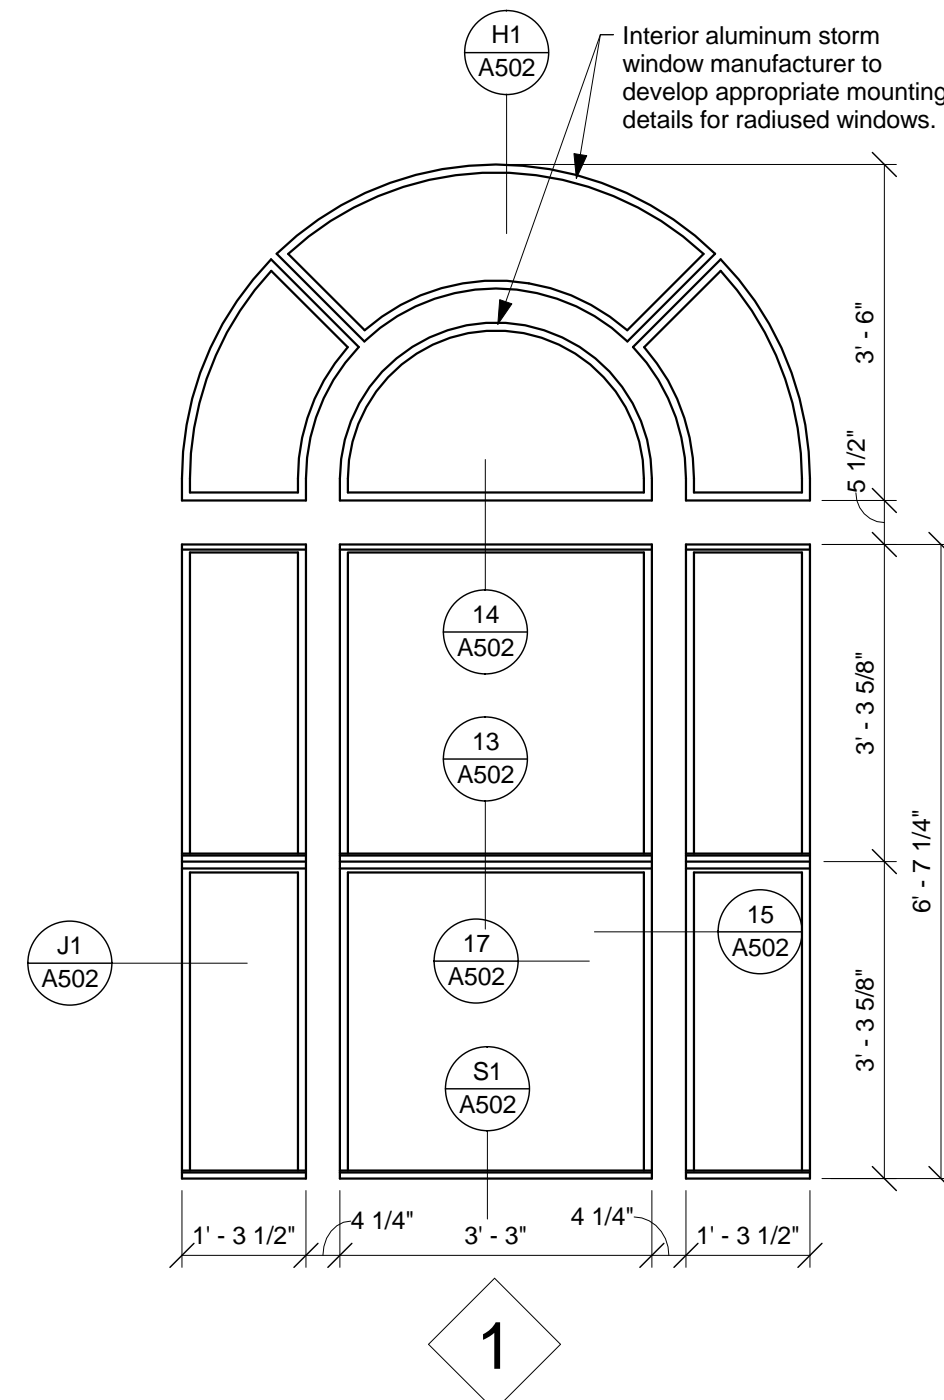 H1
A502
Interior aluminum storm
window manufacturer to
develop appropriate mounting
details for radiused windows.
3' - 6"
5 1/2"
14
A502
3' - 3 5/8"
13
A502
6' - 7 1/4"
J1
A502
17
A502
15
A502
3' - 3 5/8"
S1
A502
1' - 3 1/2"
4 1/4"
3' - 3"
4 1/4"
1' - 3 1/2"
1